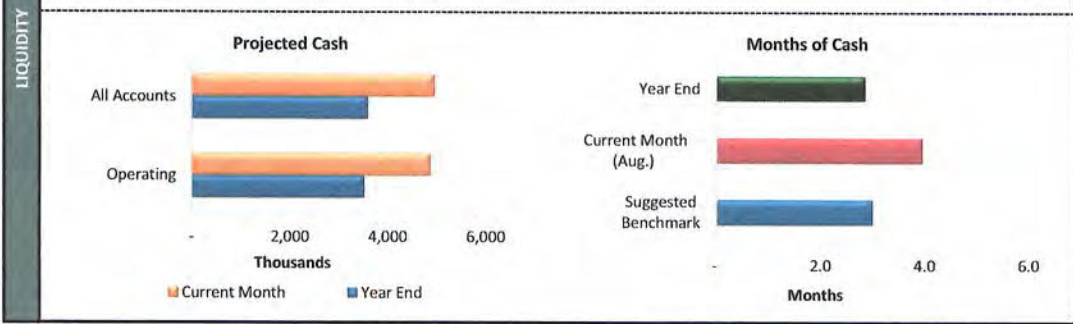 LIQUIDITY
Projected Cash
All Accounts
Operating
- 2,000 4,000 6,000
Thousands
Current Month Year End
Months of Cash
Year End
Current Month
(Aug.)
Suggested
Benchmark
- 2.0 4.0 6.0
Months